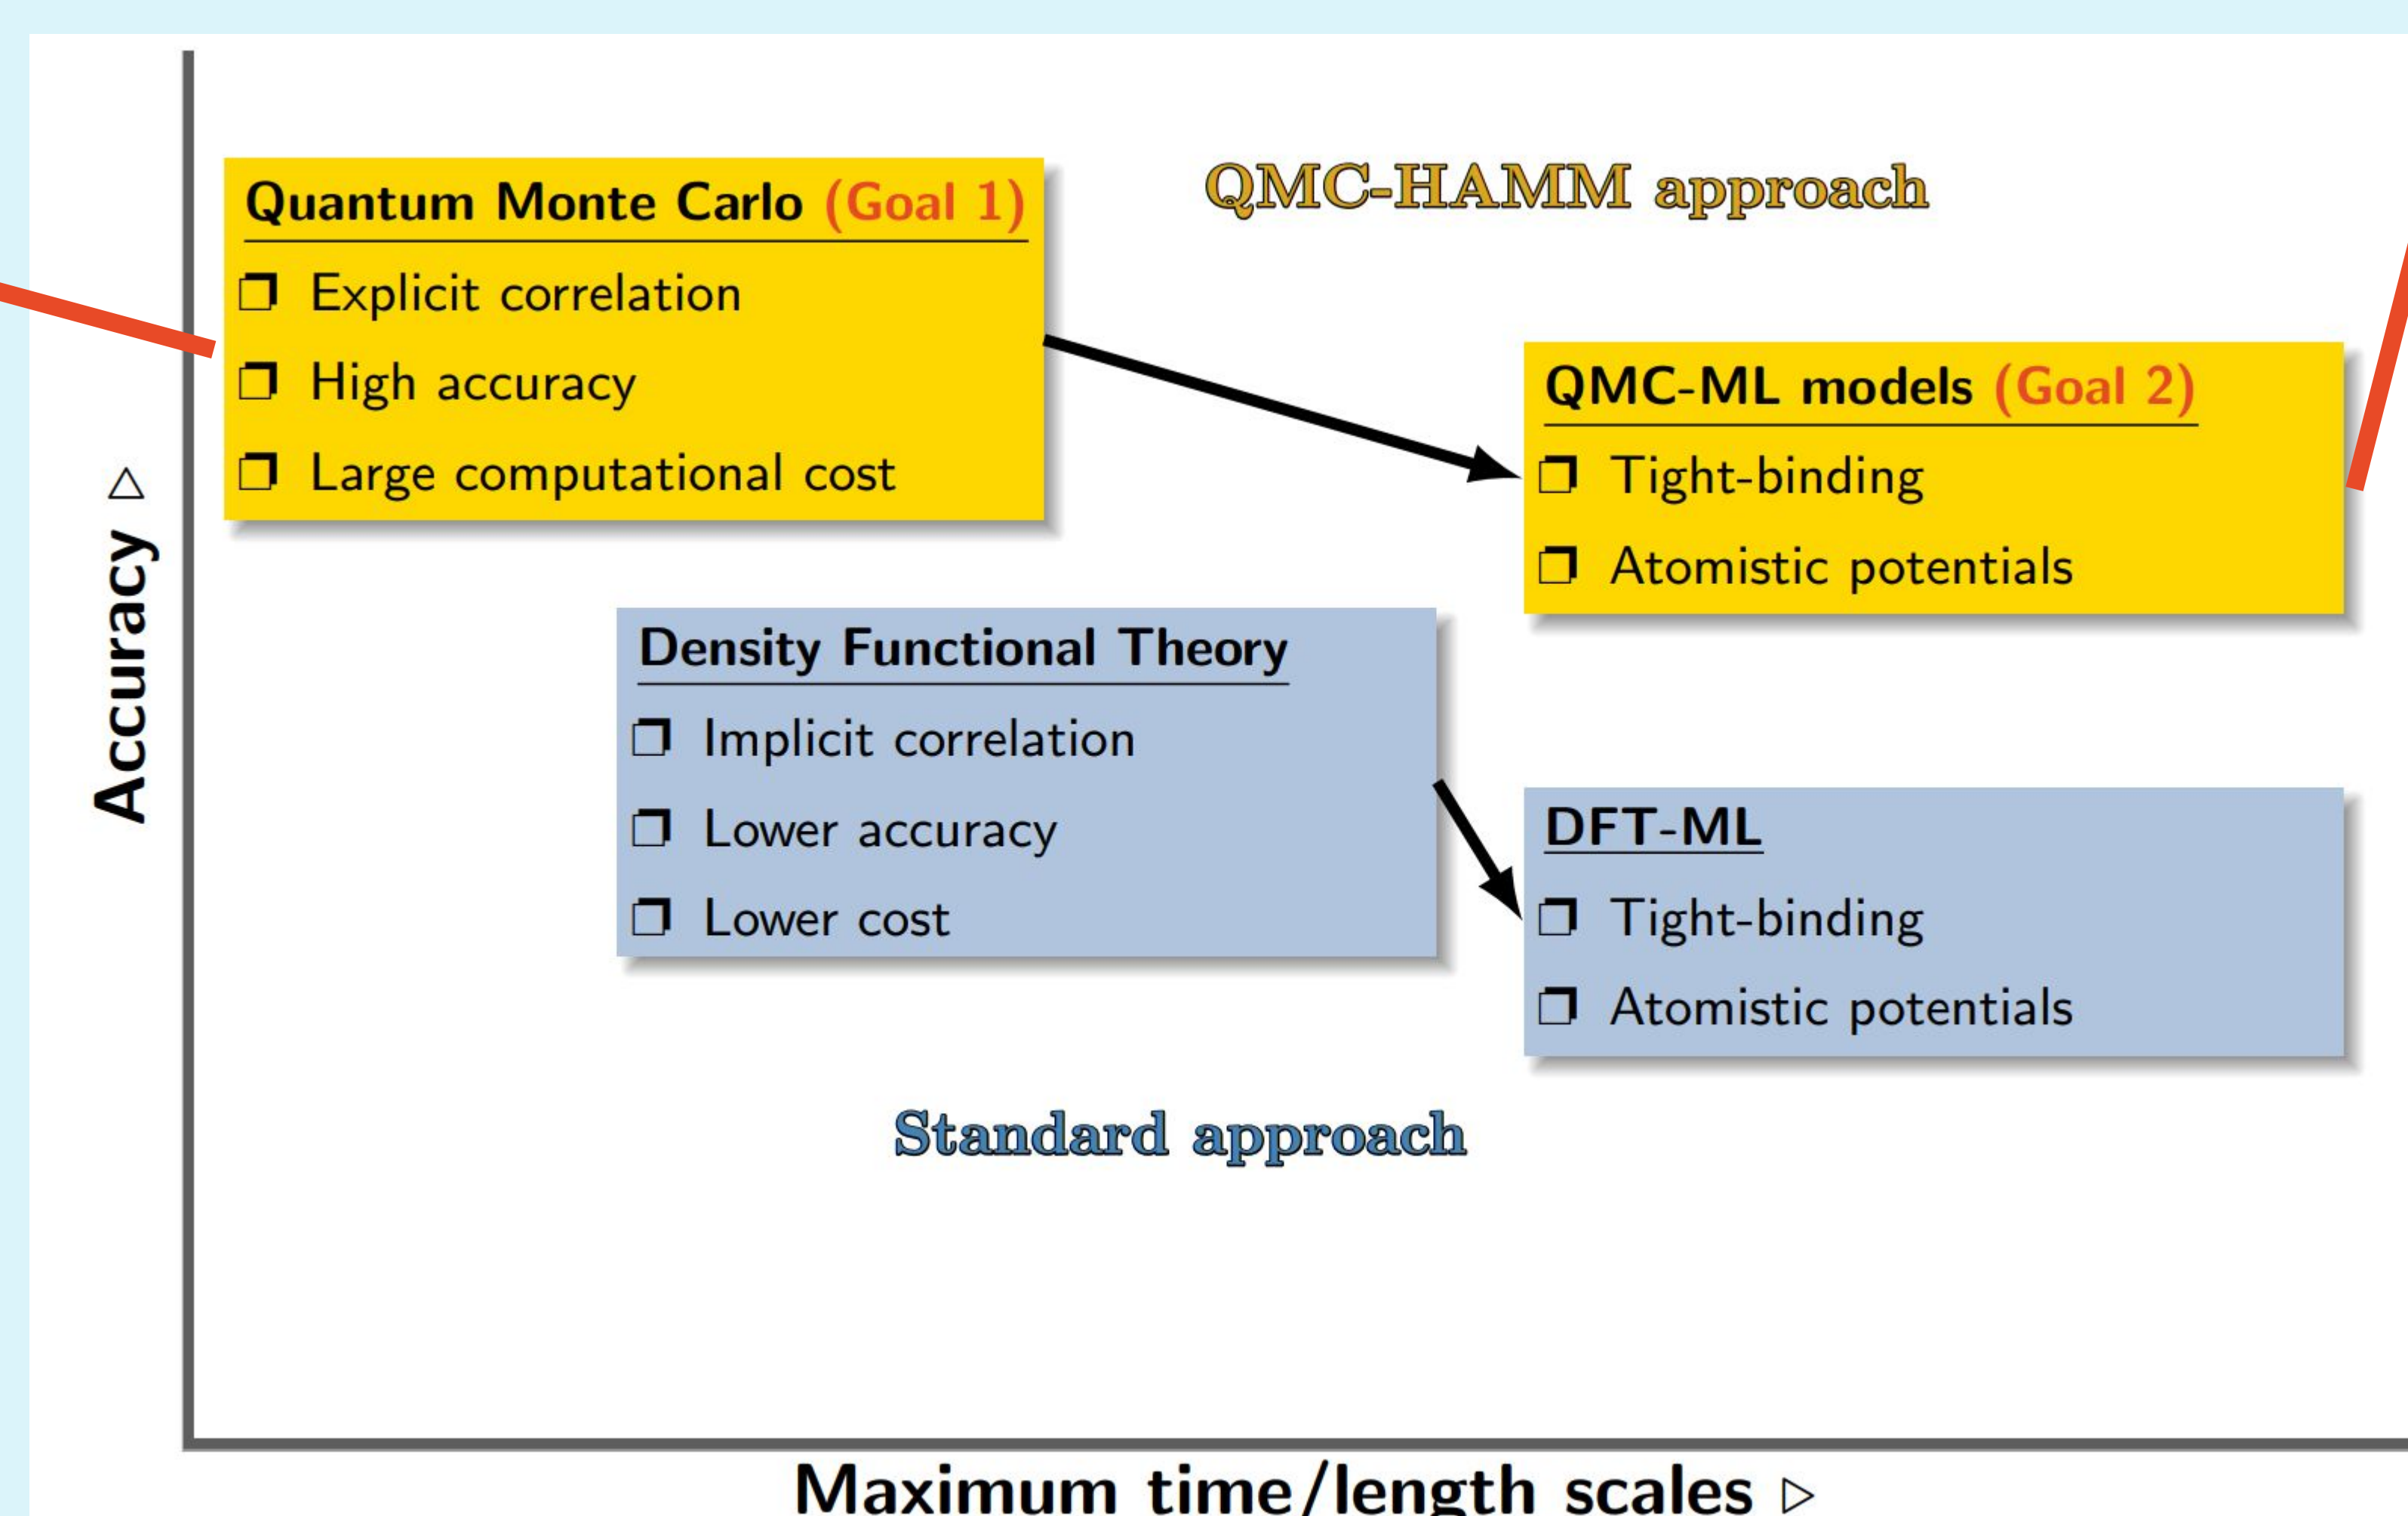 QMC-HAMM approach
Quantum Monte Carlo (Goal 1)
❐ Explicit correlation
❐ High accuracy
❐ Large computational cost
QMC-ML models (Goal 2)
❐ Tight-binding
❐ Atomistic potentials
Density Functional Theory
❐ Implicit correlation
❐ Lower accuracy
❐ Lower cost
DFT-ML
❐ Tight-binding
❐ Atomistic potentials
Standard approach
Accuracy ▷
Maximum time/length scales ▷